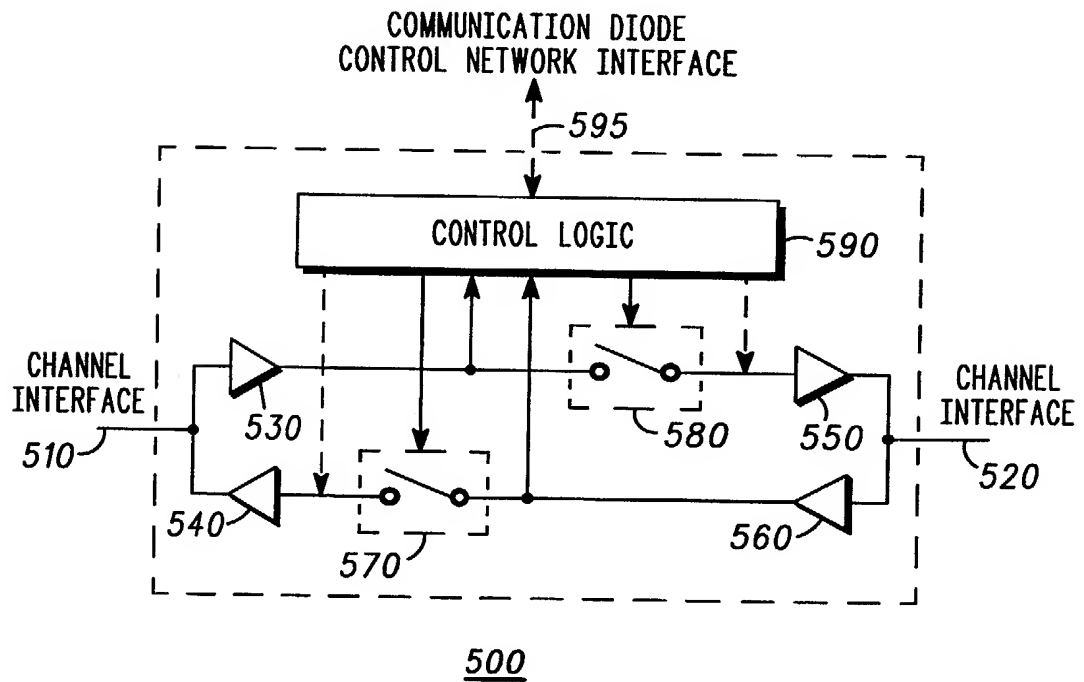 COMMUNICATION DIODE
CONTROL NETWORK INTERFACE
595
CONTROL LOGIC
590
CHANNEL
INTERFACE
510
530
580
550
CHANNEL
INTERFACE
520
540
570
560
500